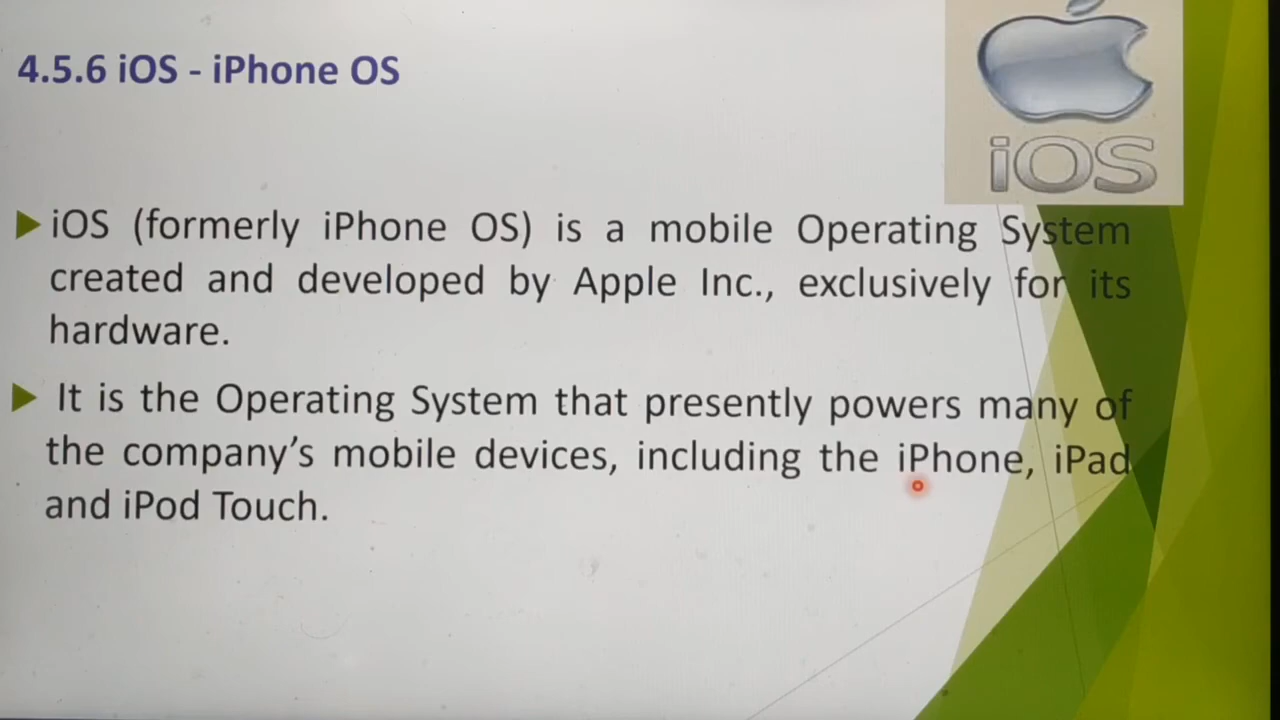 4.5.6 iOS - iPhone OS
iOS
iOS (formerly iPhone OS) is a mobile Operating System
created and developed by Apple Inc., exclusively for its
hardware.
It is the Operating System that presently powers many of
the company's mobile devices, including the iPhone, iPad
and iPod Touch.